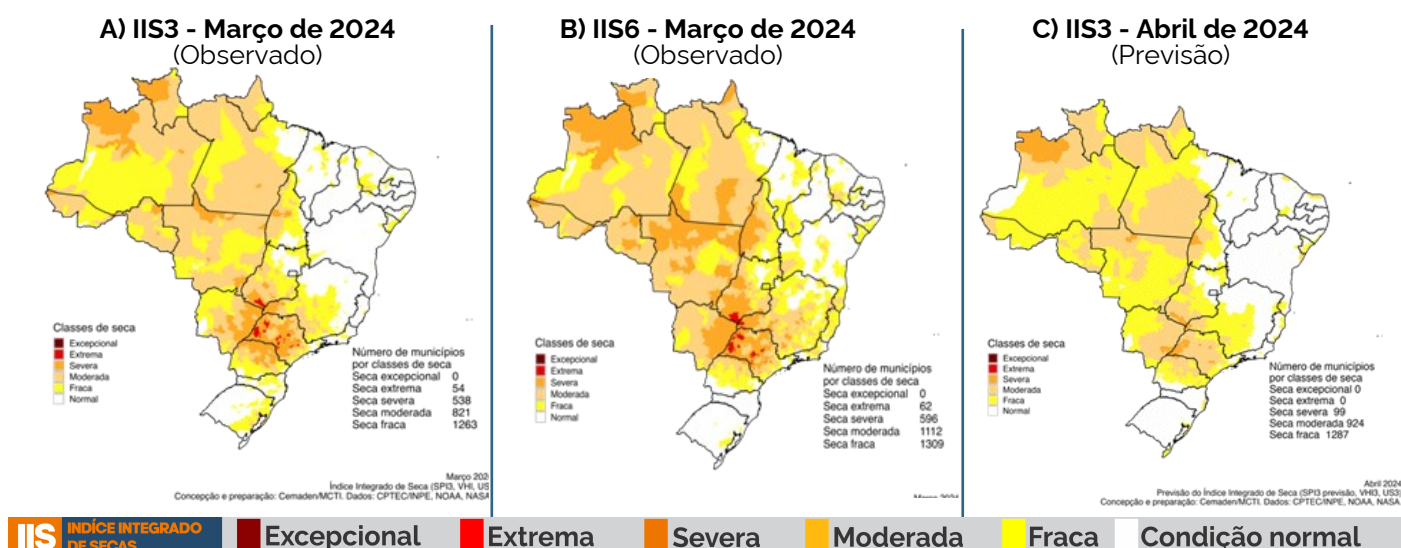 A) IIS3 - Março de 2024
(Observado)
Classes de seca
Excepcional
Extrema
Severa
Moderada
Fraca
Normal
Número de municípios
por classes de seca
Seca excepcional 0
Seca extrema 54
Seca severa 538
Seca moderada 821
Seca fraca 1263
Março 202
Índice Integrado de Seca (SPI3, VHI, US
Concepção e preparação: Cemaden/MCTI. Dados: CPTEC/INPE, NOAA, NASA
B) IIS6 - Março de 2024
(Observado)
Classes de seca
Excepcional
Extrema
Severa
Moderada
Fraca
Normal
Número de municípios
por classes de seca
Seca excepcional 0
Seca extrema 62
Seca severa 596
Seca moderada 1112
Seca fraca 1309
Março 2024
C) IIS3 - Abril de 2024
(Previsão)
Classes de seca
Excepcional
Extrema
Severa
Moderada
Fraca
Normal
Número de municípios
por classes de seca
Seca excepcional 0
Seca extrema 0
Seca severa 99
Seca moderada 924
Seca fraca 1287
Abril 2024
Previsão do Índice Integrado de Seca (SPI3 previsão, VHI3, US3)
Concepção e preparação: Cemaden/MCTI. Dados: CPTEC/INPE, NOAA, NASA.
IIS INDÍCE INTEGRADO
DE SECAS
Excepcional Extrema Severa Moderada Fraca Condição normal